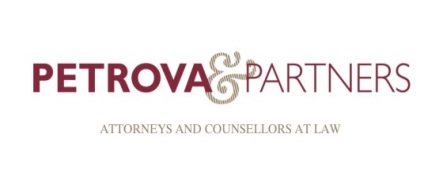 PETROVA&PARTNERS
ATTORNEYS AND COUNSELLORS AT LAW